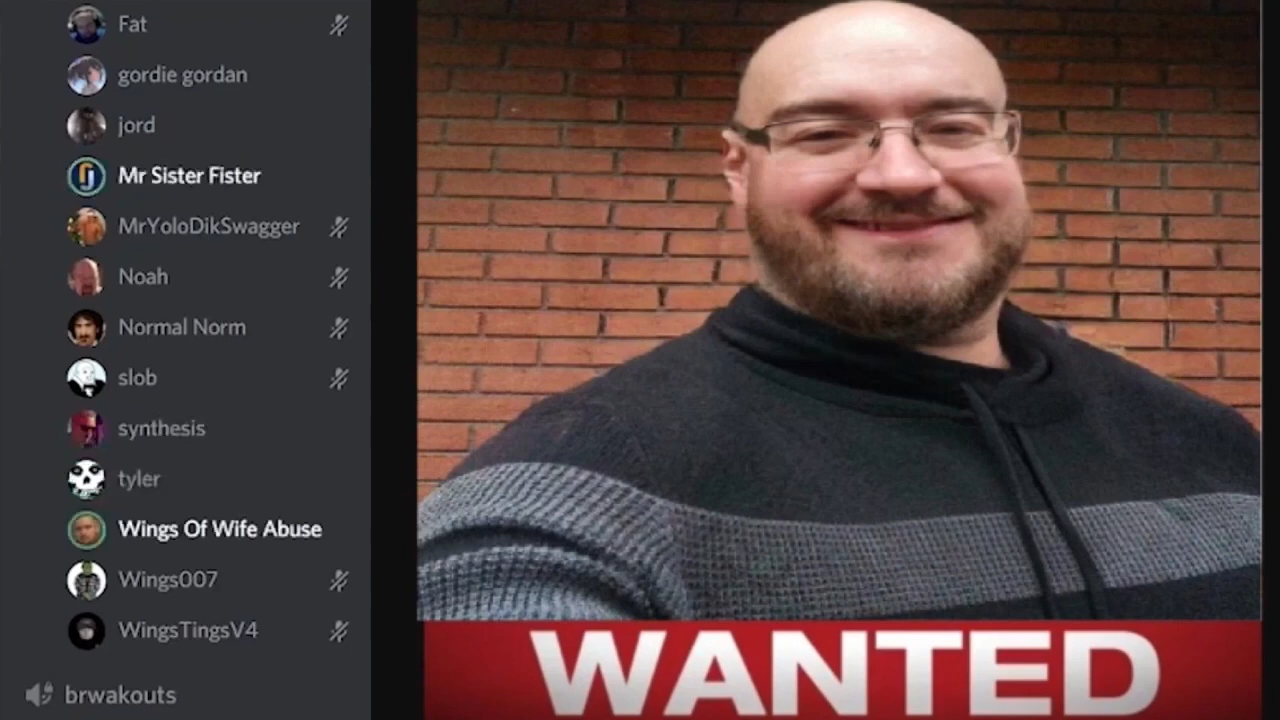 Fat
gordie gordan
jord
Mr Sister Fister
MrYoloDikSwagger
Noah
Normal Norm
slob
synthesis
tyler
Wings Of Wife Abuse
Wings007
WingsTingsV4
brwakouts
WANTED